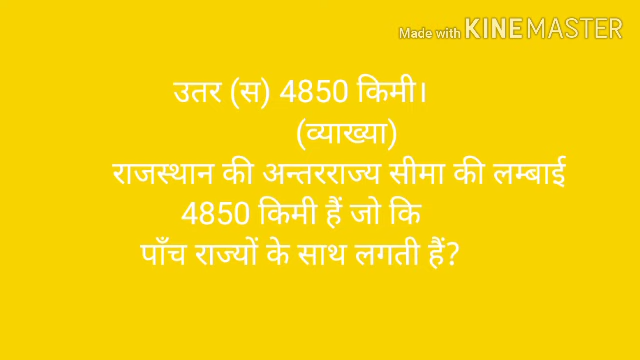 Made with KINEMASTER
उतर (स) 4850 किमी।
(व्याख्या)
राजस्थान की अन्तरराज्य सीमा की लम्बाई
4850 किमी हैं जो कि
पाँच राज्यों के साथ लगती हैं?